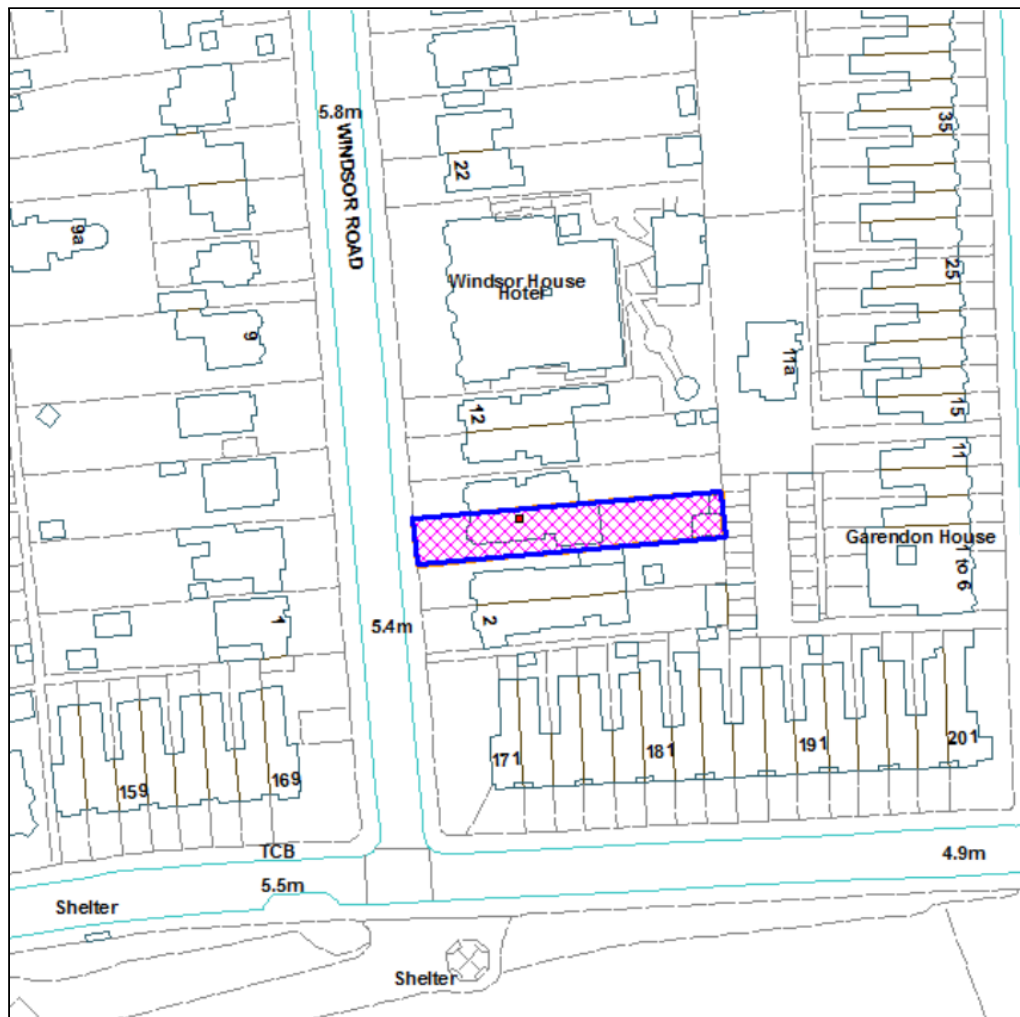 5.8m
WINDSOR ROAD
35
22
9a
25
Windsor House
Hotel
9
11a
12
15
11
Garendon House
1 to 6
1
5.4m
2
171
181
191
201
159
169
TCB
4.9m
5.5m
Shelter
Shelter